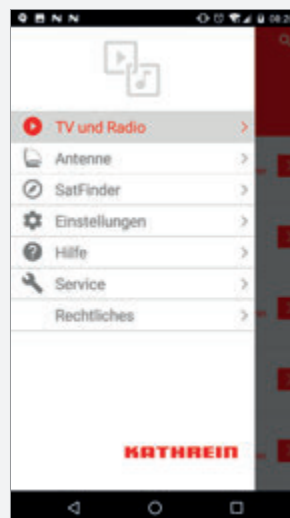 TV und Radio
Antenne
SatFinder
Einstellungen
Hilfe
Service
Rechtliches
KATHREIN